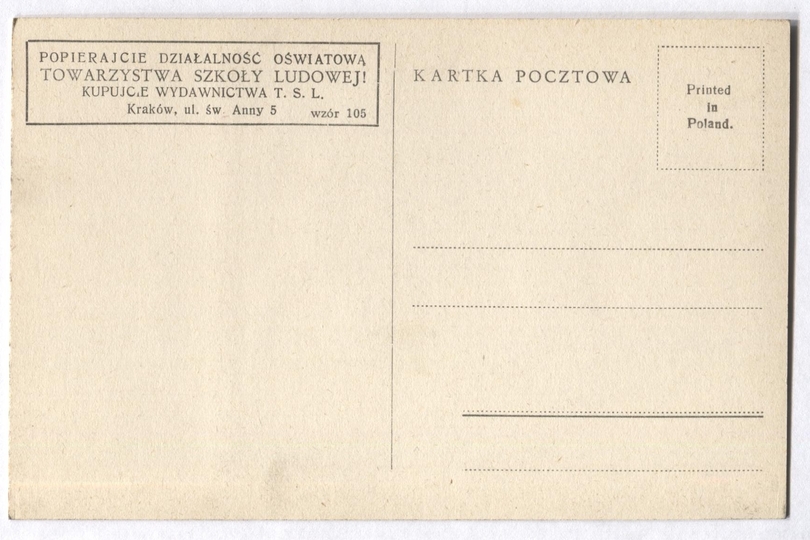 POPIERAJCIE DZIAŁALNOŚĆ OŚWIATOWĄ
TOWARZYSTWA SZKOŁY LUDOWEJ!
KUPUJCIE WYDAWNICTWA T. S. L.
Kraków, ul. św Anny 5 wzór 105
KARTKA POCZTOWA
Printed
in
Poland.